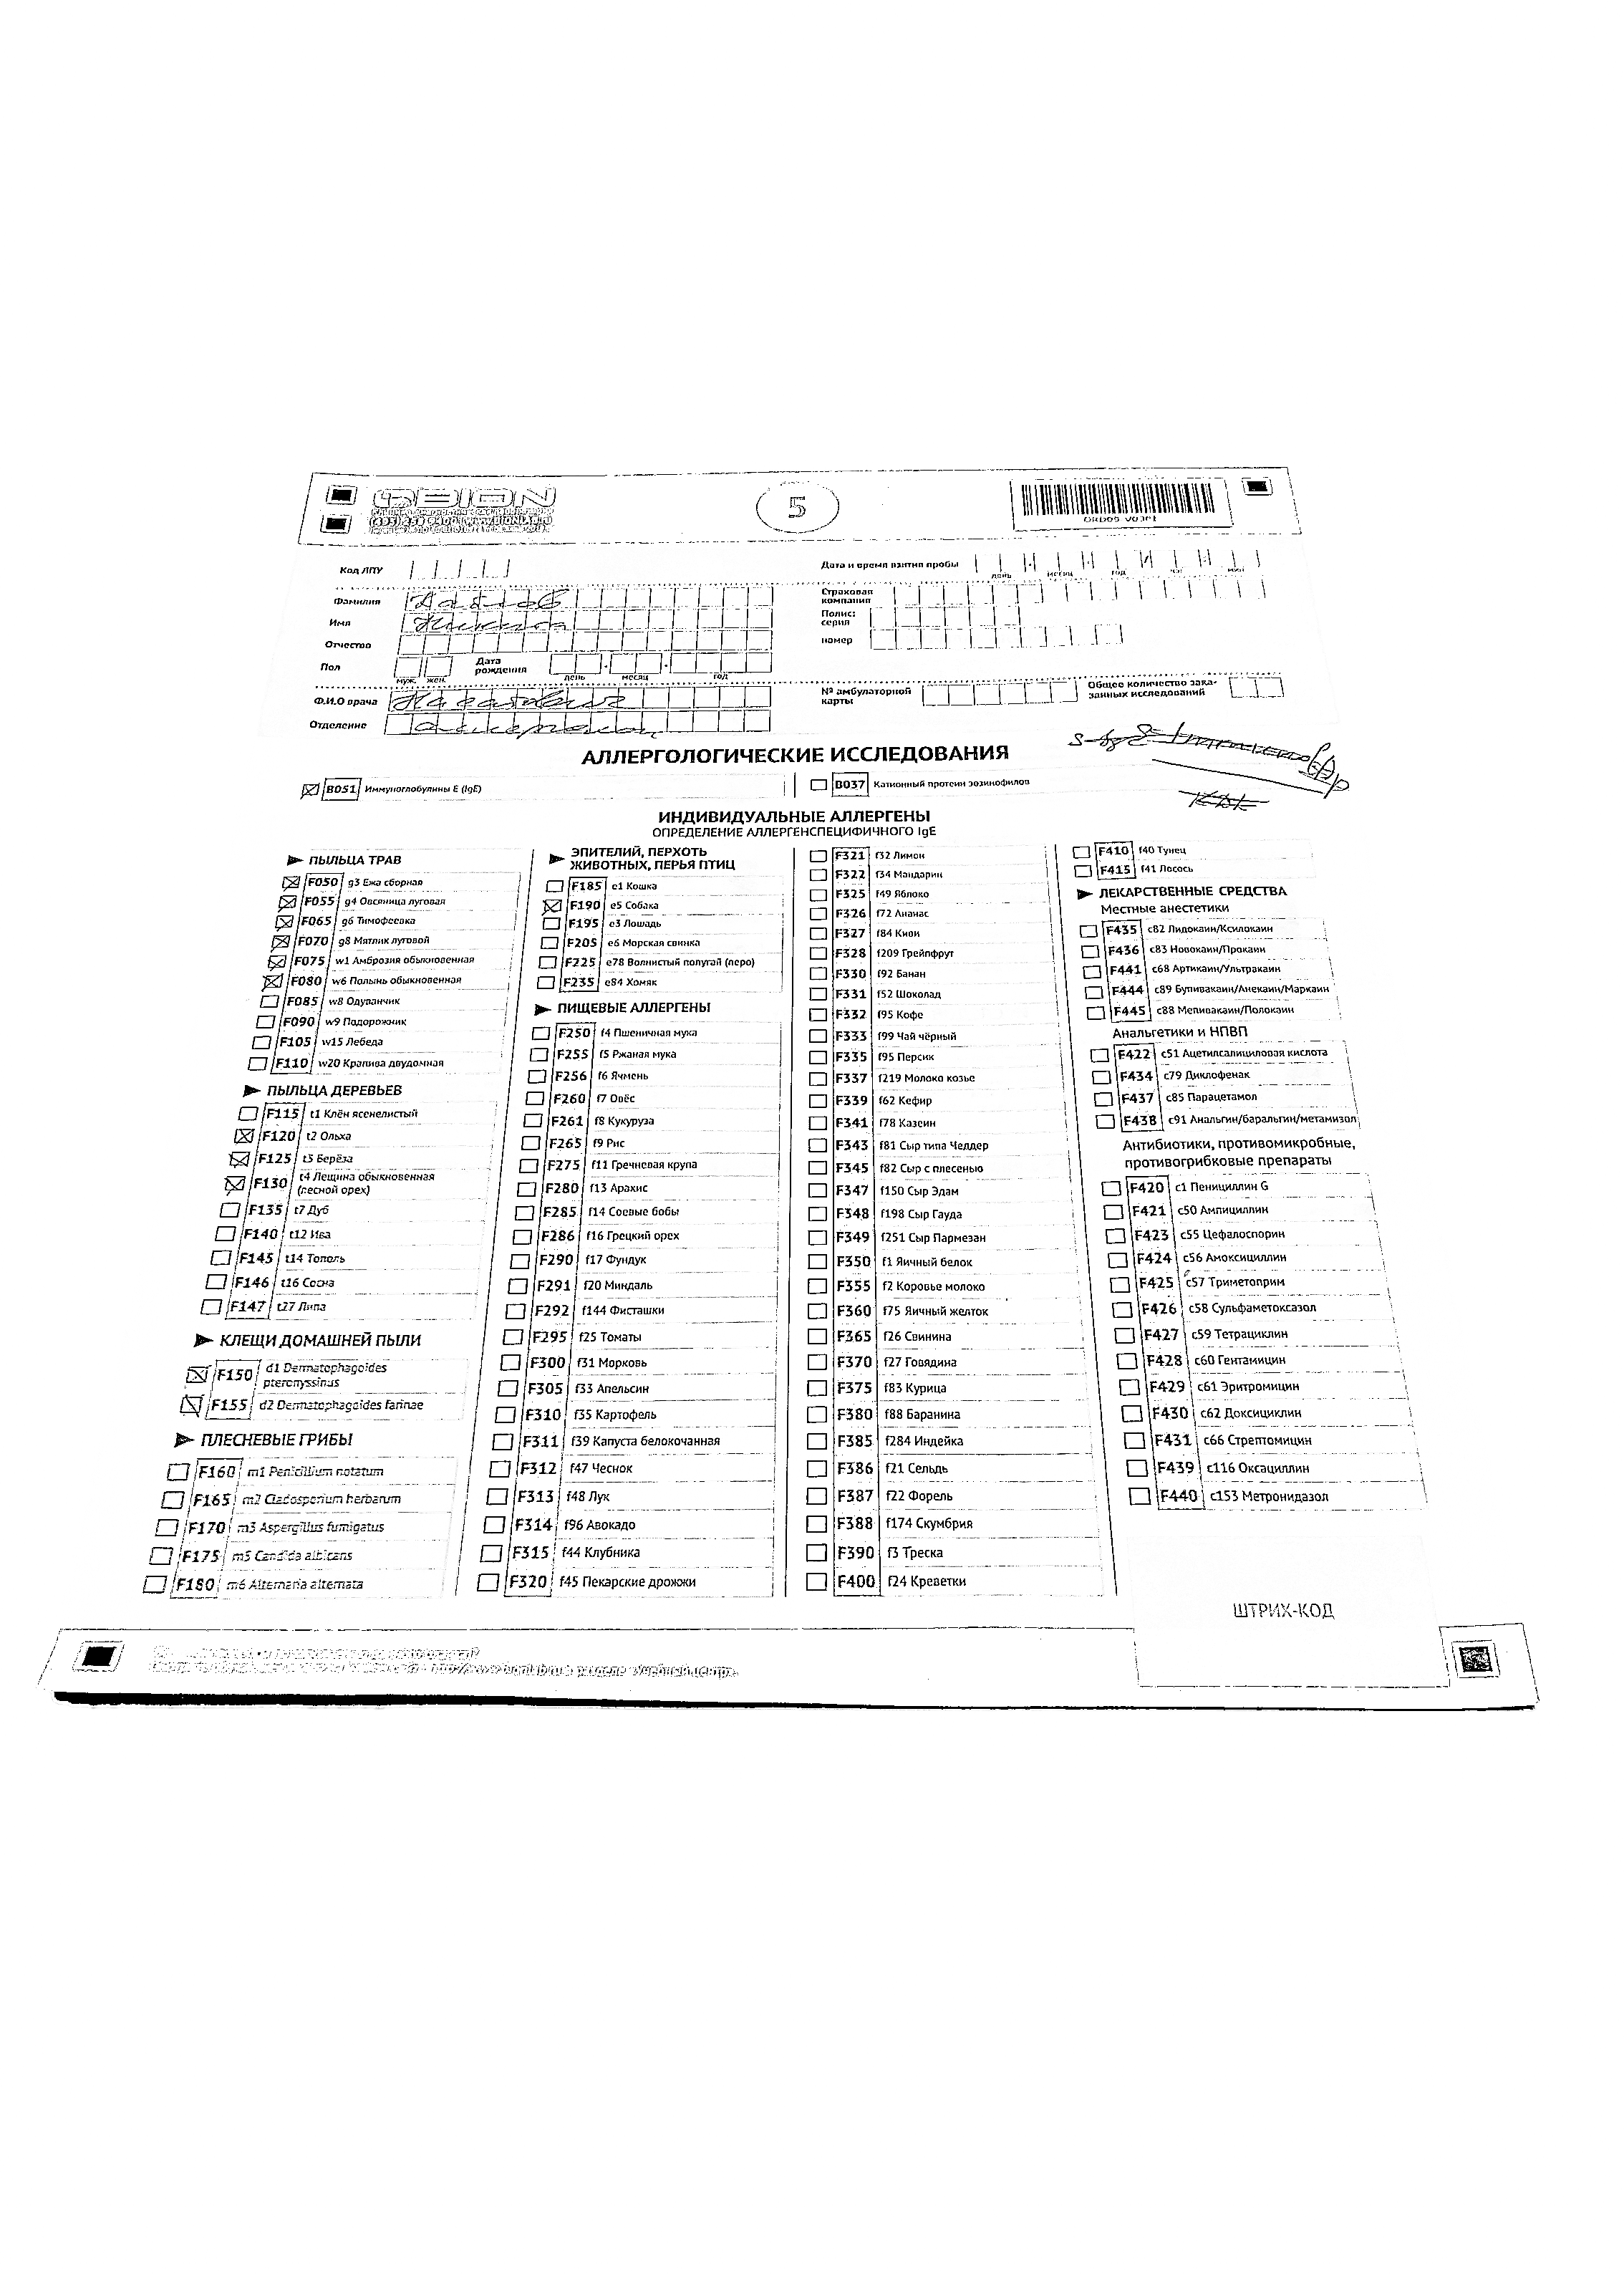 5
Код ЛПУ
Дата и время взятия пробы
день месяц год час мин
Фамилия
Страховая компания
Имя
Полис: серия
Отчество
номер
Пол
муж. жен.
Дата рождения
день месяц год
Ф.И.О врача
№ амбулаторной карты
Общее количество заказанных исследований
Отделение
АЛЛЕРГОЛОГИЧЕСКИЕ ИССЛЕДОВАНИЯ
B051 Иммуноглобулины E (IgE)
B037 Катионный протеин эозинофилов
ИНДИВИДУАЛЬНЫЕ АЛЛЕРГЕНЫ
ОПРЕДЕЛЕНИЕ АЛЛЕРГЕНСПЕЦИФИЧНОГО IgE
ПЫЛЬЦА ТРАВ
F050 g3 Ежа сборная
F055 g4 Овсяница луговая
F065 g6 Тимофеевка
F070 g8 Мятлик луговой
F075 w1 Амброзия обыкновенная
F080 w6 Полынь обыкновенная
F085 w8 Одуванчик
F090 w9 Подорожник
F105 w15 Лебеда
F110 w20 Крапива двудомная
ПЫЛЬЦА ДЕРЕВЬЕВ
F115 t1 Клён ясенелистый
F120 t2 Ольха
F125 t3 Берёза
F130 t4 Лещина обыкновенная
(лесной орех)
F135 t7 Дуб
F140 t12 Ива
F145 t14 Тополь
F146 t16 Сосна
F147 t27 Липа
КЛЕЩИ ДОМАШНЕЙ ПЫЛИ
F150 d1 Dermatophagoides
pteronyssinus
F155 d2 Dermatophagoides farinae
ПЛЕСНЕВЫЕ ГРИБЫ
F160 m1 Penicillium notatum
F165 m2 Cladosporium herbarum
F170 m3 Aspergillus fumigatus
F175 m5 Candida albicans
F180 m6 Alternaria alternata
ЭПИТЕЛИЙ, ПЕРХОТЬ
ЖИВОТНЫХ, ПЕРЬЯ ПТИЦ
F185 e1 Кошка
F190 e5 Собака
F195 e3 Лошадь
F205 e6 Морская свинка
F225 e78 Волнистый попугай (перо)
F235 e84 Хомяк
ПИЩЕВЫЕ АЛЛЕРГЕНЫ
F250 f4 Пшеничная мука
F255 f5 Ржаная мука
F256 f6 Ячмень
F260 f7 Овёс
F261 f8 Кукуруза
F265 f9 Рис
F275 f11 Гречневая крупа
F280 f13 Арахис
F285 f14 Соевые бобы
F286 f16 Грецкий орех
F290 f17 Фундук
F291 f20 Миндаль
F292 f144 Фисташки
F295 f25 Томаты
F300 f31 Морковь
F305 f33 Апельсин
F310 f35 Картофель
F311 f39 Капуста белокочанная
F312 f47 Чеснок
F313 f48 Лук
F314 f96 Авокадо
F315 f44 Клубника
F320 f45 Пекарские дрожжи
F321 f32 Лимон
F322 f34 Мандарин
F325 f49 Яблоко
F326 f72 Ананас
F327 f84 Киви
F328 f209 Грейпфрут
F330 f92 Банан
F331 f52 Шоколад
F332 f95 Кофе
F333 f99 Чай чёрный
F335 f95 Персик
F337 f219 Молоко козье
F339 f62 Кефир
F341 f78 Казеин
F343 f81 Сыр типа Чеддер
F345 f82 Сыр с плесенью
F347 f150 Сыр Эдам
F348 f198 Сыр Гауда
F349 f251 Сыр Пармезан
F350 f1 Яичный белок
F355 f2 Коровье молоко
F360 f75 Яичный желток
F365 f26 Свинина
F370 f27 Говядина
F375 f83 Курица
F380 f88 Баранина
F385 f284 Индейка
F386 f21 Сельдь
F387 f22 Форель
F388 f174 Скумбрия
F390 f3 Треска
F400 f24 Креветки
F410 f40 Тунец
F415 f41 Лосось
ЛЕКАРСТВЕННЫЕ СРЕДСТВА
Местные анестетики
F435 c82 Лидокаин/Ксилокаин
F436 c83 Новокаин/Прокаин
F441 c68 Артикаин/Ультракаин
F444 c89 Бупивакаин/Анекаин/Маркаин
F445 c88 Мепивакаин/Полокаин
Анальгетики и НПВП
F422 c51 Ацетилсалициловая кислота
F434 c79 Диклофенак
F437 c85 Парацетамол
F438 c91 Анальгин/баральгин/метамизол
Антибиотики, противомикробные,
противогрибковые препараты
F420 c1 Пенициллин G
F421 c50 Ампициллин
F423 c55 Цефалоспорин
F424 c56 Амоксициллин
F425 c57 Триметоприм
F426 c58 Сульфаметоксазол
F427 c59 Тетрациклин
F428 c60 Гентамицин
F429 c61 Эритромицин
F430 c62 Доксициклин
F431 c66 Стрептомицин
F439 c116 Оксациллин
F440 c153 Метронидазол
ШТРИХ-КОД